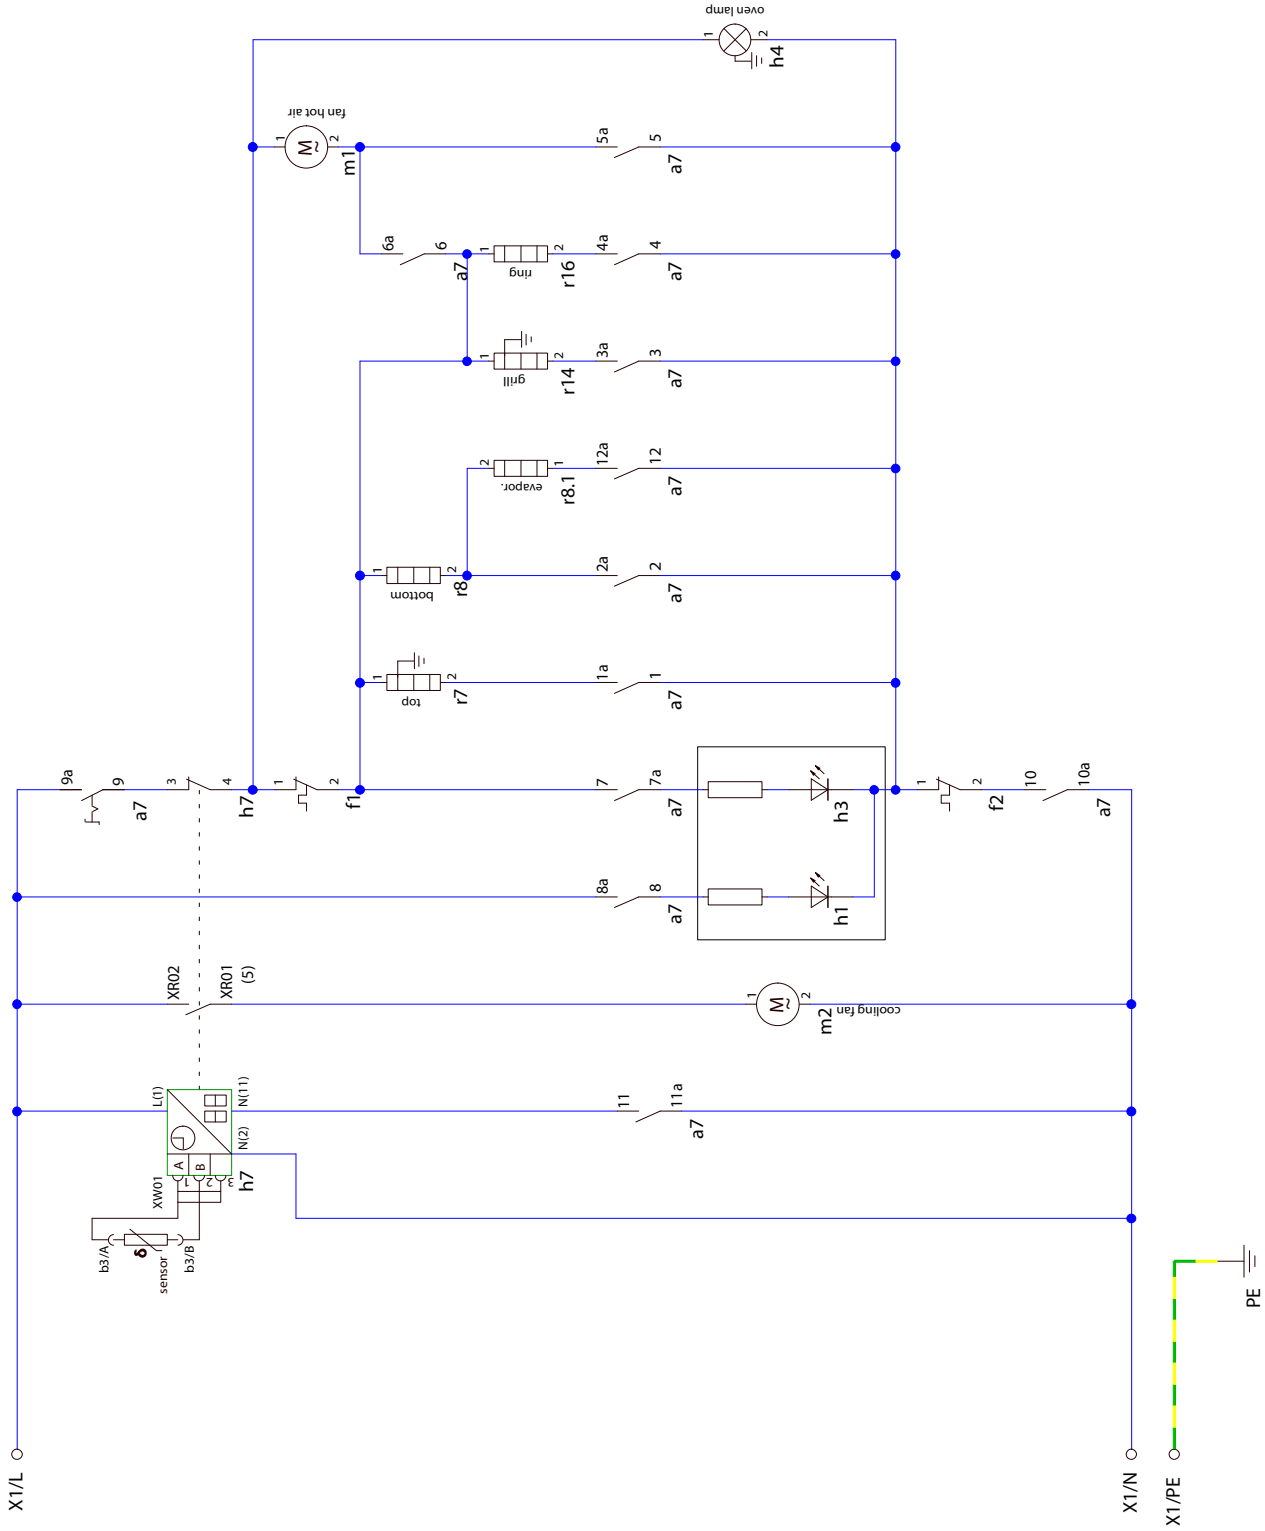 oven lamp
1
2
h4
fan hot air
1
M~
2
m1
5a
5
a7
6a
6
a7
1
ring
2
r16
4a
4
a7
1
grill
2
r14
3a
3
a7
2
evapor.
1
r8.1
12a
12
a7
1
bottom
2
r8
2a
2
a7
1
top
2
r7
1a
1
a7
9a
9
a7
3
4
h7
1
2
f1
7
7a
a7
h3
1
2
f2
10
10a
a7
8a
8
a7
h1
XR02
XR01
(5)
1
M~
2
m2
cooling fan
L(1)
N(11)
N(2)
A
B
1
2
3
h7
XW01
11
11a
a7
b3/A
δ
b3/B
sensor
PE
X1/L
X1/N
X1/PE